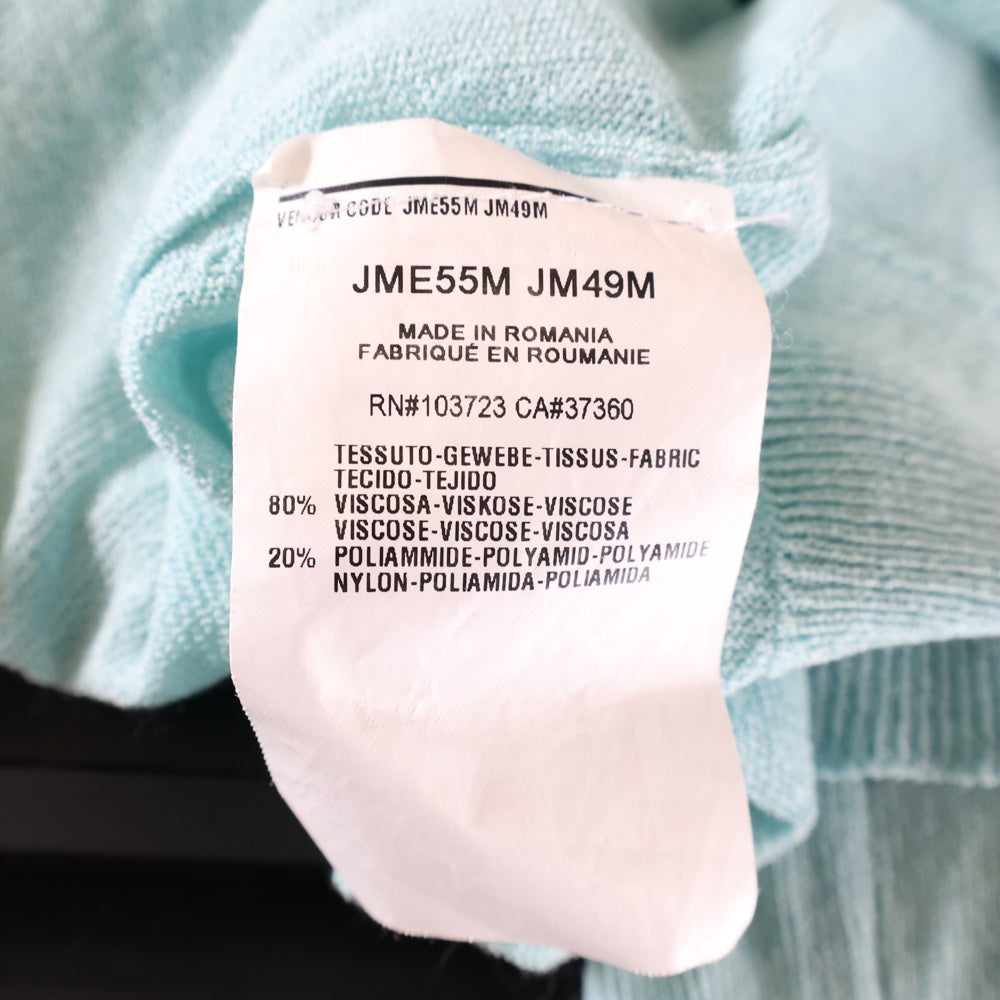 VENDOR CODE JME55M JM49M
JME55M JM49M
MADE IN ROMANIA
FABRIQUÉ EN ROUMANIE
RN#103723 CA#37360
TESSUTO-GEWEBE-TISSUS-FABRIC
TECIDO-TEJIDO
80% VISCOSA-VISKOSE-VISCOSE
VISCOSE-VISCOSE-VISCOSA
20% POLIAMMIDE-POLYAMID-POLYAMIDE
NYLON-POLIAMIDA-POLIAMIDA